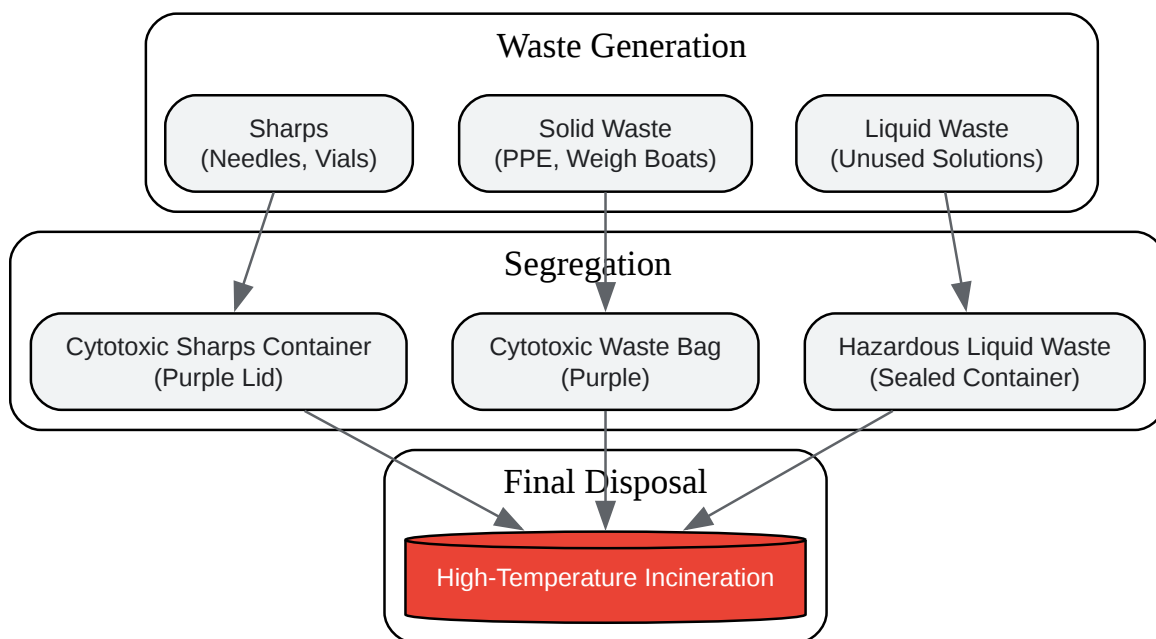 Waste Generation
Sharps
(Needles, Vials)
Solid Waste
(PPE, Weigh Boats)
Liquid Waste
(Unused Solutions)
Segregation
Cytotoxic Sharps Container
(Purple Lid)
Cytotoxic Waste Bag
(Purple)
Hazardous Liquid Waste
(Sealed Container)
Final Disposal
High-Temperature Incineration